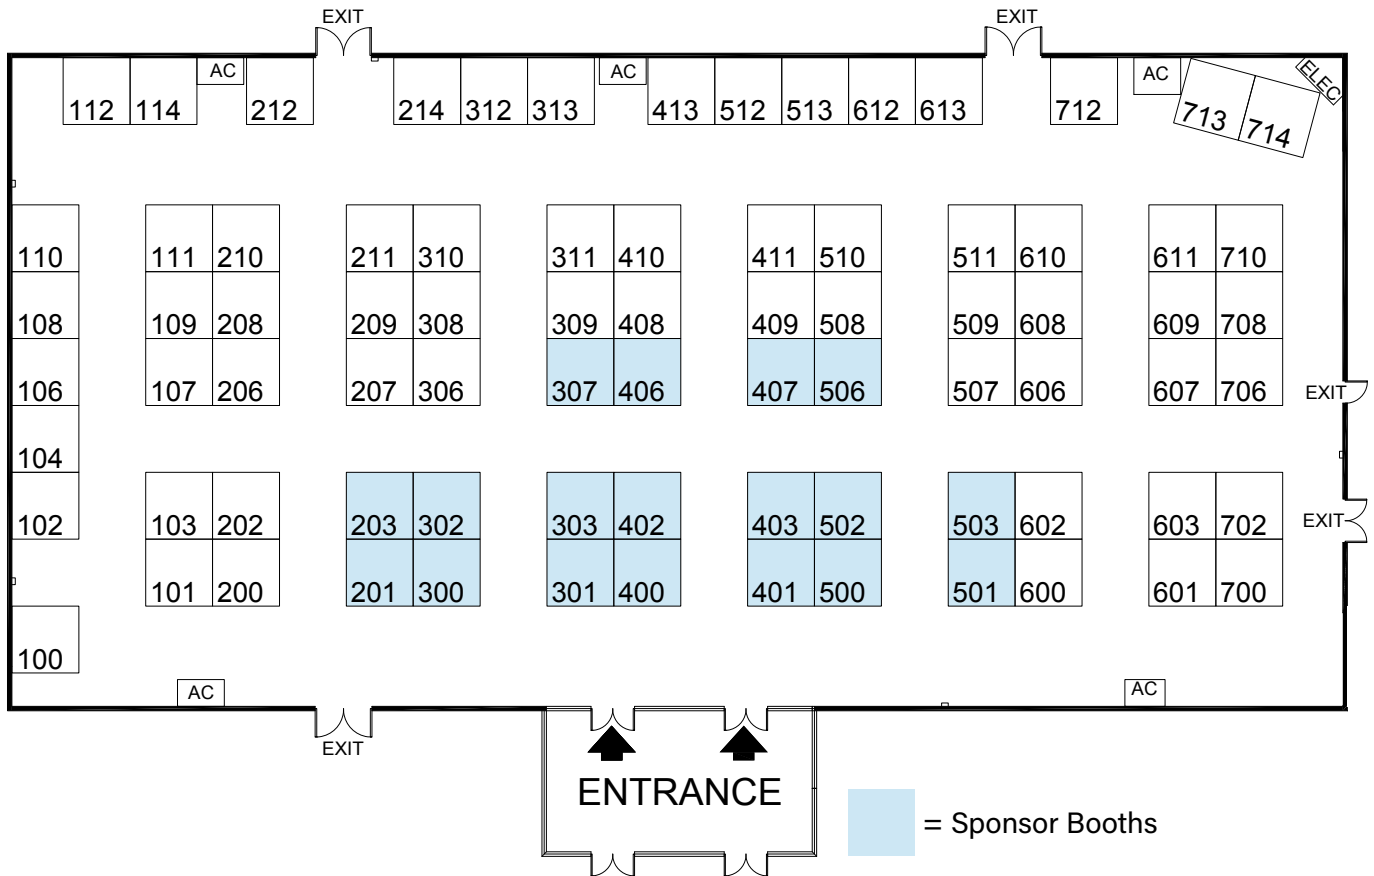 EXIT EXIT
AC AC AC ELEC
112 114 212 214 312 313 413 512 513 612 613 712 713 714
110 111 210 211 310 311 410 411 510 511 610 611 710
108 109 208 209 308 309 408 409 508 509 608 609 708
106 107 206 207 306 307 406 407 506 507 606 607 706 EXIT
104
102 103 202 203 302 303 402 403 502 503 602 603 702 EXIT
101 200 201 300 301 400 401 500 501 600 601 700
100
AC AC
EXIT
ENTRANCE
= Sponsor Booths